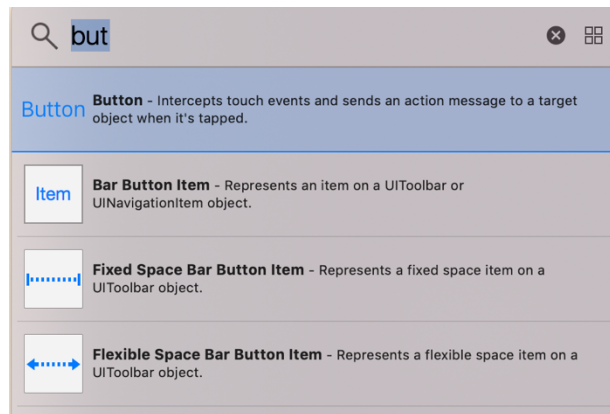 but
Button
Button - Intercepts touch events and sends an action message to a target
object when it's tapped.
Item
Bar Button Item - Represents an item on a UIToolbar or
UINavigationItem object.
Fixed Space Bar Button Item - Represents a fixed space item on a
UIToolbar object.
Flexible Space Bar Button Item - Represents a flexible space item on a
UIToolbar object.